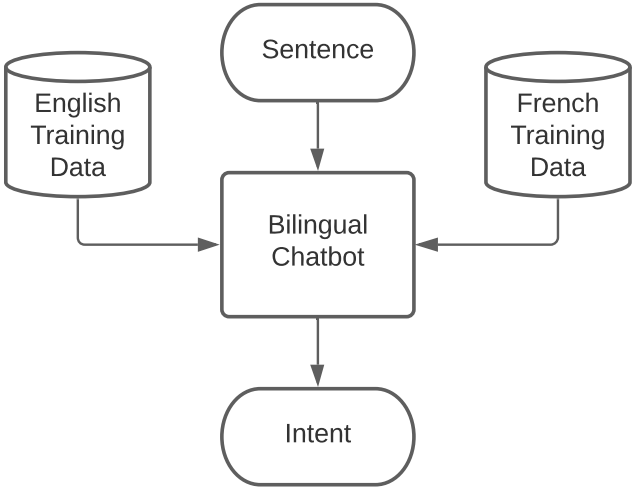 Sentence
English
Training
Data
French
Training
Data
Bilingual
Chatbot
Intent